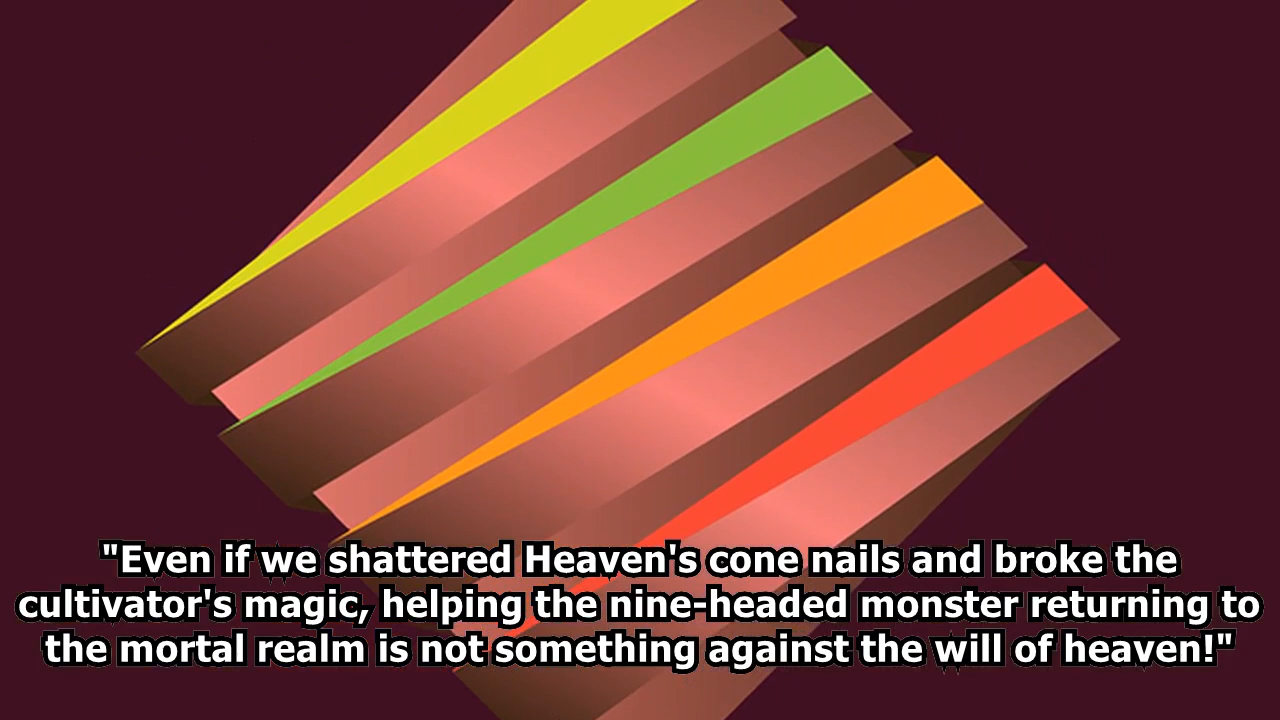 "Even if we shattered Heaven's cone nails and broke the
cultivator's magic, helping the nine-headed monster returning to
the mortal realm is not something against the will of heaven!"